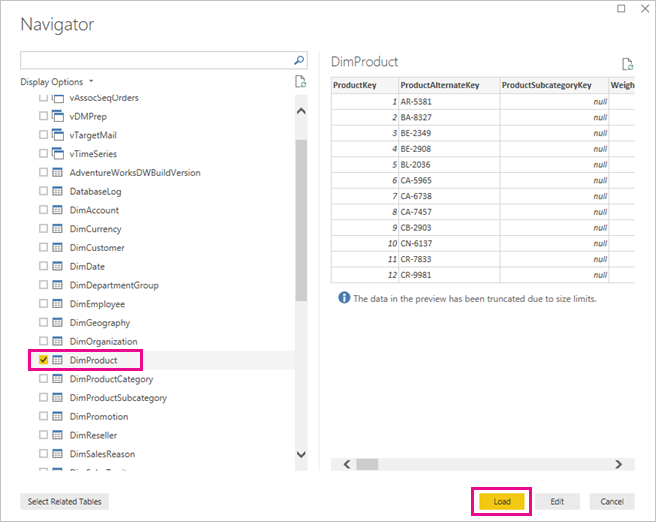 Navigator
Display Options
vAssocSeqOrders
vDMPrep
vTargetMail
vTimeSeries
AdventureWorksDWBuildVersion
DatabaseLog
DimAccount
DimCurrency
DimCustomer
DimDate
DimDepartmentGroup
DimEmployee
DimGeography
DimOrganization
DimProduct
DimProductCategory
DimProductSubcategory
DimPromotion
DimReseller
DimSalesReason
DimProduct
ProductKey ProductAlternateKey ProductSubcategoryKey Weigh
1 AR-5381 null
2 BA-8327 null
3 BE-2349 null
4 BE-2908 null
5 BL-2036 null
6 CA-5965 null
7 CA-6738 null
8 CA-7457 null
9 CB-2903 null
10 CN-6137 null
11 CR-7833 null
12 CR-9981 null
The data in the preview has been truncated due to size limits.
Select Related Tables
Load Edit Cancel